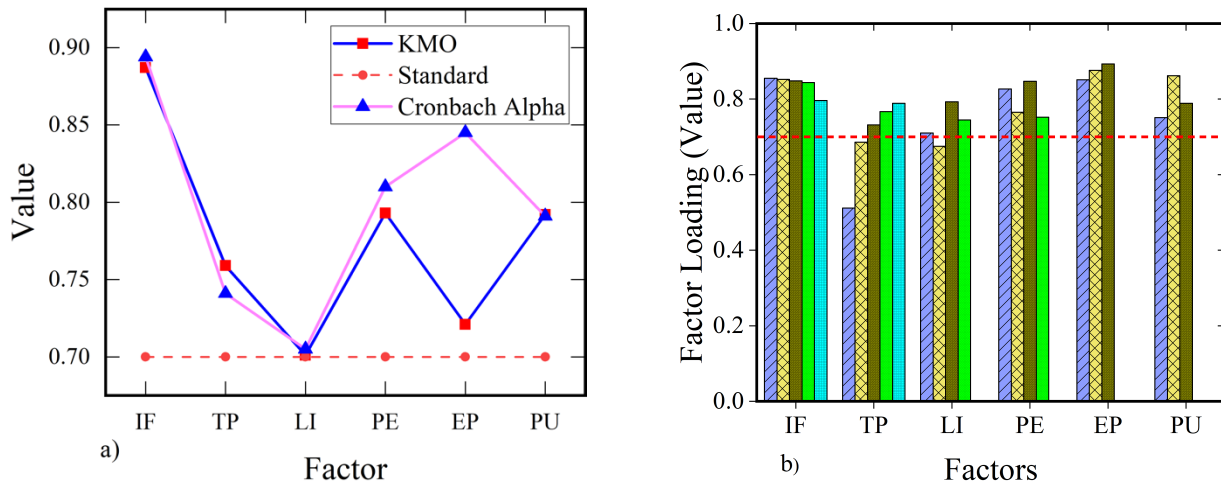 0.90
0.85
0.80
0.75
0.70
Value
KMO
Standard
Cronbach Alpha
IF TP LI PE EP PU
a)
Factor
1.0
0.8
0.6
0.4
0.2
0.0
Factor Loading (Value)
IF TP LI PE EP PU
b)
Factors